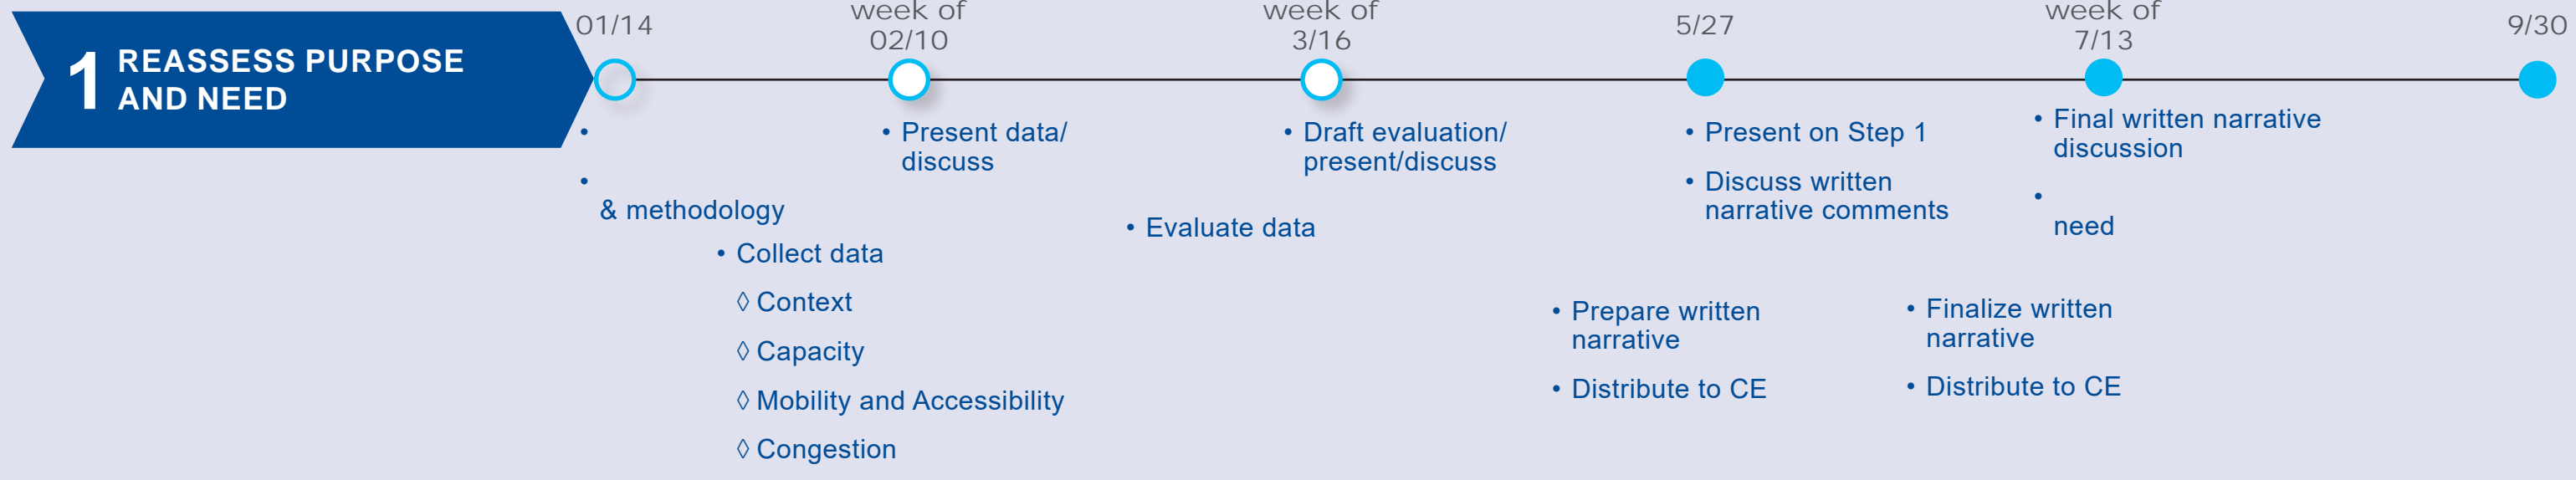 1 REASSESS PURPOSE
AND NEED
01/14
week of
02/10
week of
3/16
5/27
week of
7/13
9/30
•
•
& methodology
• Collect data
◊ Context
◊ Capacity
◊ Mobility and Accessibility
◊ Congestion
• Present data/
discuss
• Evaluate data
• Draft evaluation/
present/discuss
• Prepare written
narrative
• Distribute to CE
• Present on Step 1
• Discuss written
narrative comments
• Finalize written
narrative
• Distribute to CE
• Final written narrative
discussion
•
need